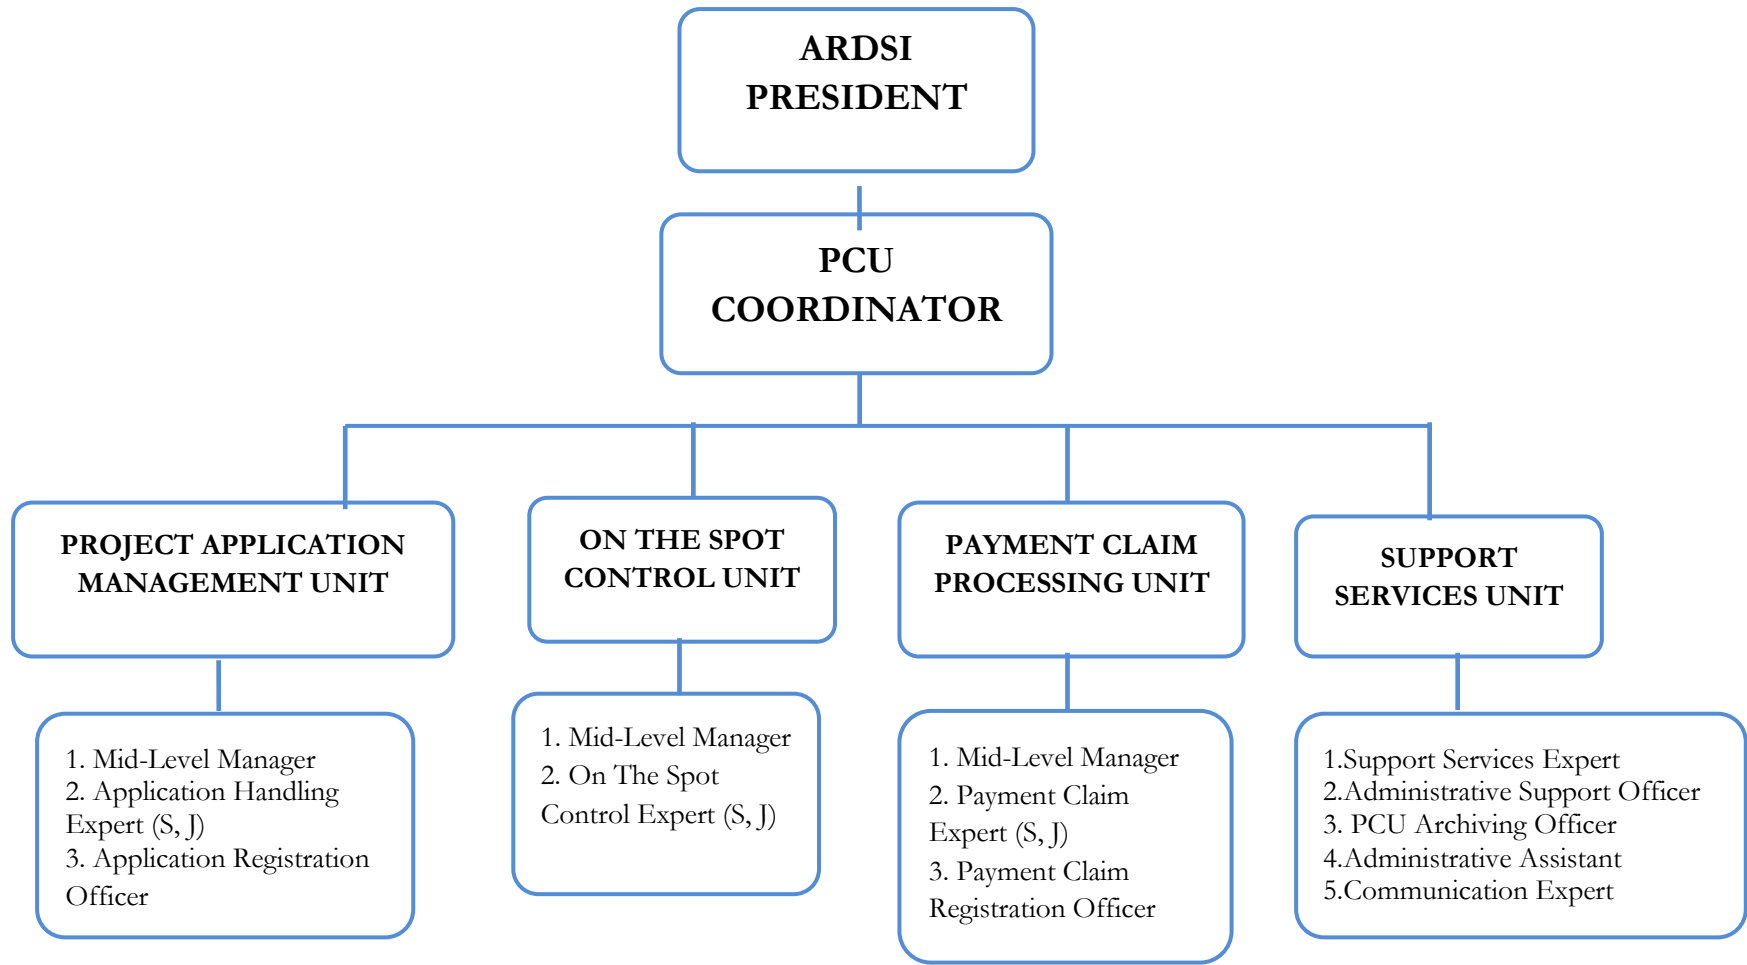 ARDSI
PRESIDENT
PCU
COORDINATOR
PROJECT APPLICATION
MANAGEMENT UNIT
ON THE SPOT
CONTROL UNIT
PAYMENT CLAIM
PROCESSING UNIT
SUPPORT
SERVICES UNIT
1. Mid-Level Manager
2. Application Handling
Expert (S, J)
3. Application Registration
Officer
1. Mid-Level Manager
2. On The Spot
Control Expert (S, J)
1. Mid-Level Manager
2. Payment Claim
Expert (S, J)
3. Payment Claim
Registration Officer
1.Support Services Expert
2.Administrative Support Officer
3. PCU Archiving Officer
4.Administrative Assistant
5.Communication Expert